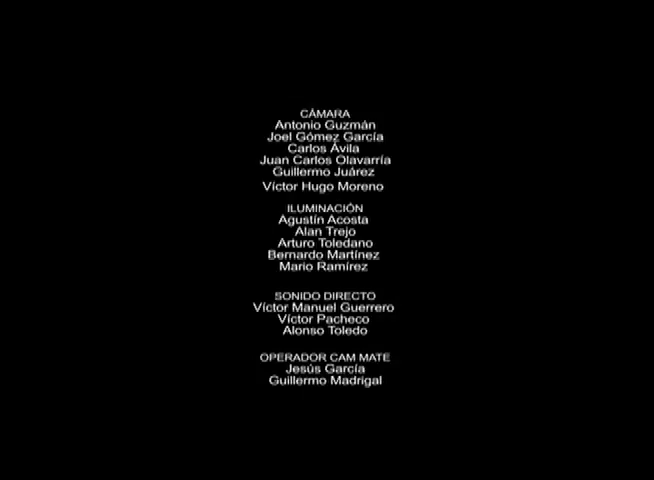 CÁMARA
Antonio Guzmán
Joel Gómez García
Carlos Ávila
Juan Carlos Olavarría
Guillermo Juárez
Víctor Hugo Moreno
ILUMINACIÓN
Agustín Acosta
Alan Trejo
Arturo Toledano
Bernardo Martínez
Mario Ramírez
SONIDO DIRECTO
Víctor Manuel Guerrero
Víctor Pacheco
Alonso Toledo
OPERADOR CAM MATE
Jesús García
Guillermo Madrigal